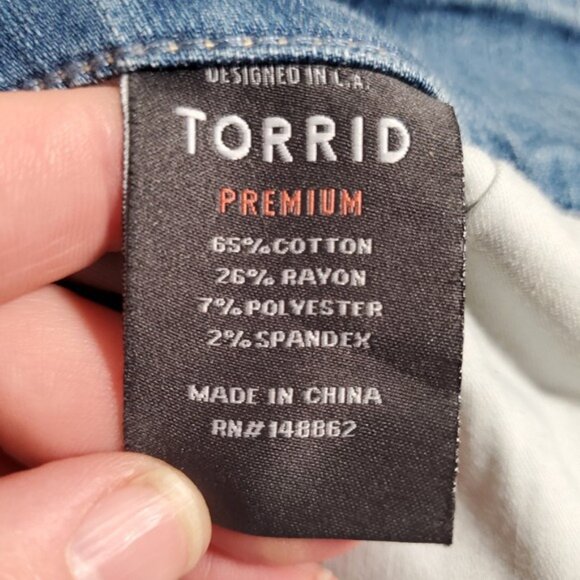 DESIGNED IN L.A.
TORRID
PREMIUM
65% COTTON
26% RAYON
7% POLYESTER
2% SPANDEX
MADE IN CHINA
RN# 148862